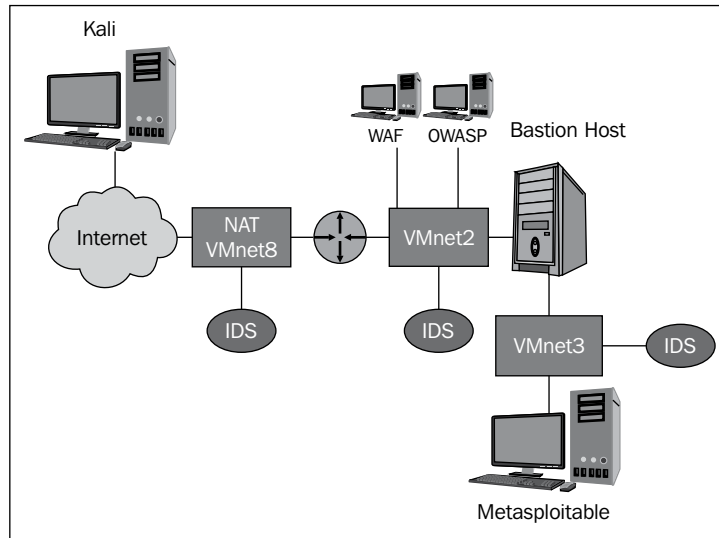 Kali
WAF
OWASP
Bastion Host
Internet
NAT
VMnet8
VMnet2
IDS
IDS
VMnet3
IDS
Metasploitable